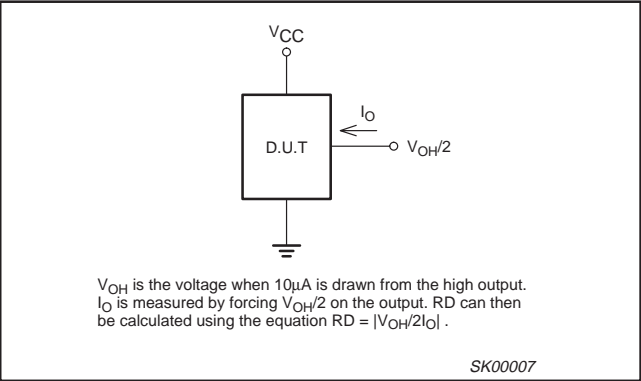 VCC
IO
D.U.T
VOH/2
VOH is the voltage when 10μA is drawn from the high output.
IO is measured by forcing VOH/2 on the output. RD can then
be calculated using the equation RD = |VOH/2IO| .
SK00007